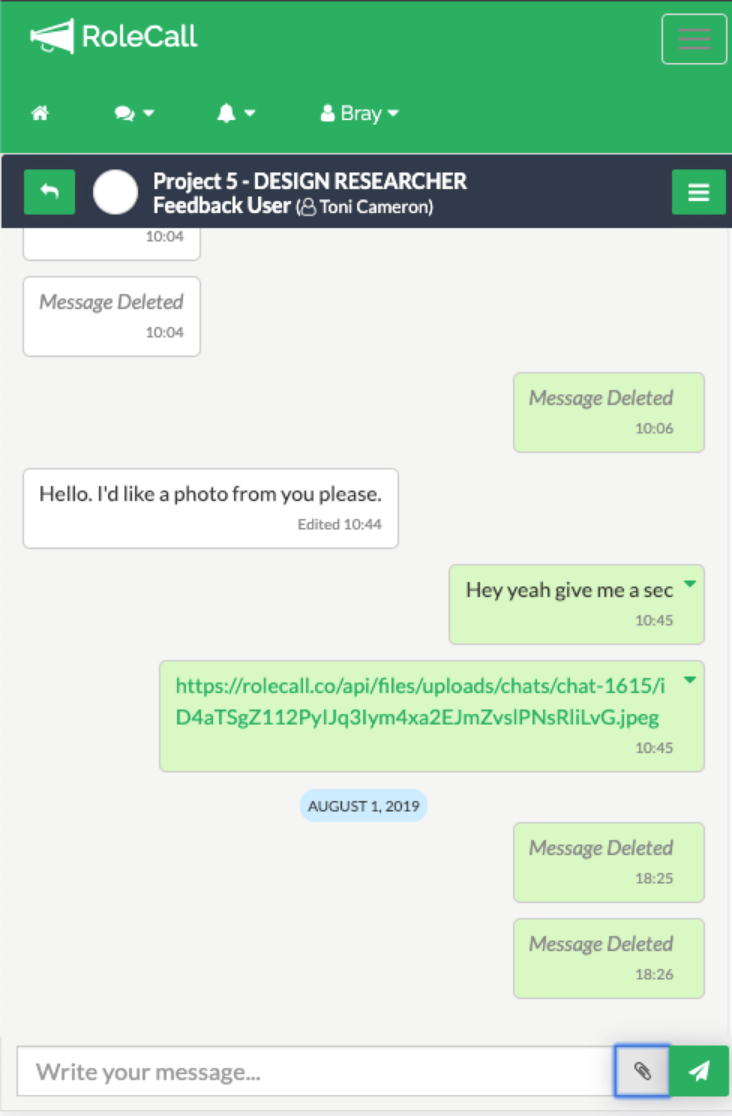 RoleCall
Bray
Project 5 - DESIGN RESEARCHER
Feedback User (Toni Cameron)
10:04
Message Deleted
10:04
Message Deleted
10:06
Hello. I'd like a photo from you please.
Edited 10:44
Hey yeah give me a sec
10:45
https://rolecall.co/api/files/uploads/chats/chat-1615/i
D4aTSgZ112PyIJq3Iym4xa2EJmZvslPNsRliLvG.jpeg
10:45
AUGUST 1, 2019
Message Deleted
18:25
Message Deleted
18:26
Write your message...